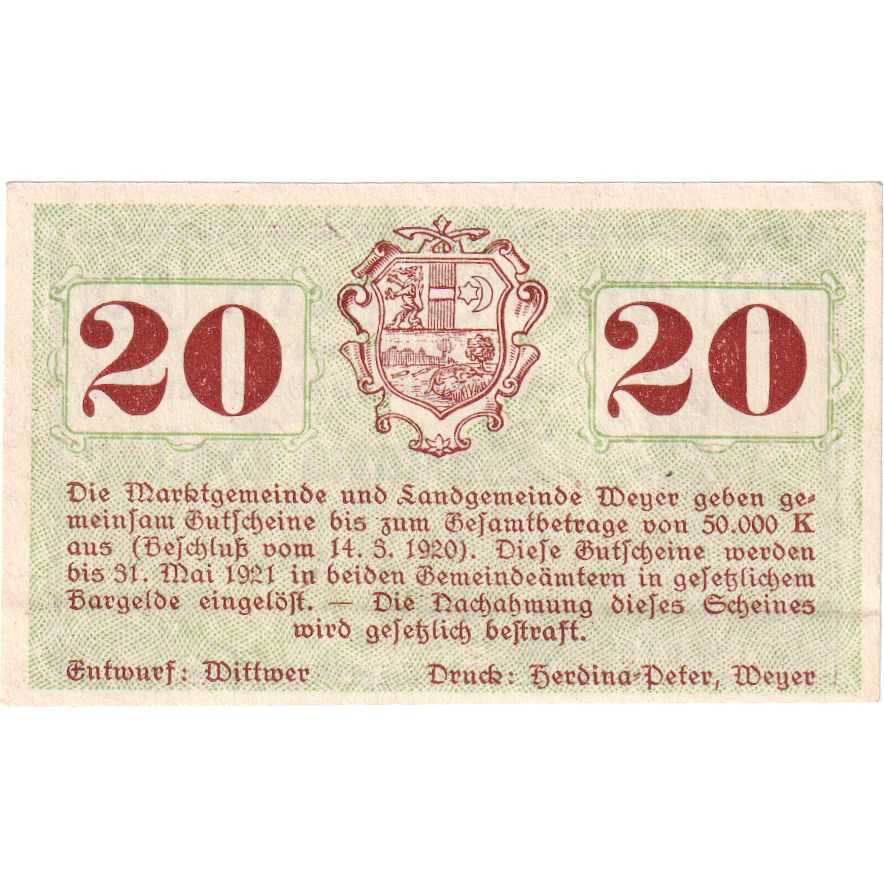 20 20
Die Marktgemeinde und Landgemeinde Weyer geben ge-
meinsam Gutscheine bis zum Gesamtbetrage von 50.000 K
aus (Beschluß vom 14. 3. 1920). Diese Gutscheine werden
bis 31. Mai 1921 in beiden Gemeindeämtern in gesetzlichem
Bargelde eingelöst. — Die Nachahmung dieses Scheines
wird gesetzlich bestraft.
Entwurf: Wittwer Druck: Herdina-Peter, Weyer